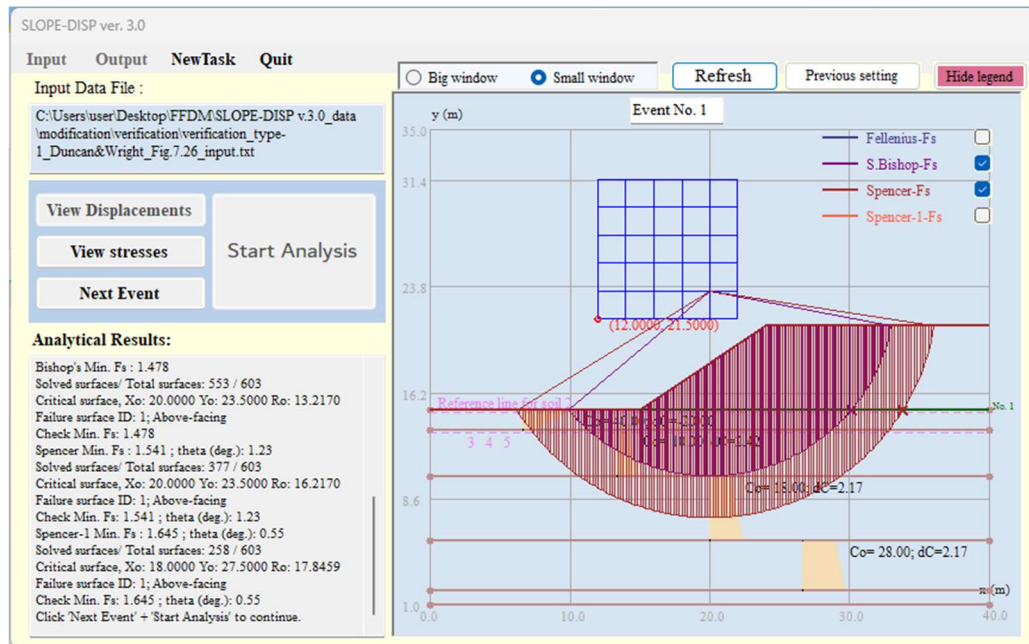 SLOPE-DISP ver. 3.0
Input Output NewTask Quit
Input Data File :
C:\Users\user\Desktop\FFDM\SLOPE-DISP v.3.0_data
\modification\verification\verification_type-
1_Duncan&Wright_Fig.7.26_input.txt
View Displacements
View stresses
Next Event
Start Analysis
Analytical Results:
Bishop's Min. Fs : 1.478
Solved surfaces/ Total surfaces: 553 / 603
Critical surface, Xo: 20.0000 Yo: 23.5000 Ro: 13.2170
Failure surface ID: 1; Above-facing
Check Min. Fs: 1.478
Spencer Min. Fs : 1.541 ; theta (deg.): 1.23
Solved surfaces/ Total surfaces: 377 / 603
Critical surface, Xo: 20.0000 Yo: 23.5000 Ro: 16.2170
Failure surface ID: 1; Above-facing
Check Min. Fs: 1.541 ; theta (deg.): 1.23
Spencer-1 Min. Fs : 1.645 ; theta (deg.): 0.55
Solved surfaces/ Total surfaces: 258 / 603
Critical surface, Xo: 18.0000 Yo: 27.5000 Ro: 17.8459
Failure surface ID: 1; Above-facing
Check Min. Fs: 1.645 ; theta (deg.): 0.55
Click 'Next Event' + 'Start Analysis' to continue.
Big window Small window Refresh Previous setting Hide legend
y (m)
Event No. 1
35.0
Fellenius-Fs
S.Bishop-Fs
Spencer-Fs
Spencer-1-Fs
31.4
23.8
(12.0000, 21.5000)
16.2
Reference line for soil
No. 1
3 4 5
Co= 18.00; dC=2.17
8.6
Co= 28.00; dC=2.17
x (m)
1.0
0.0 10.0 20.0 30.0 40.0